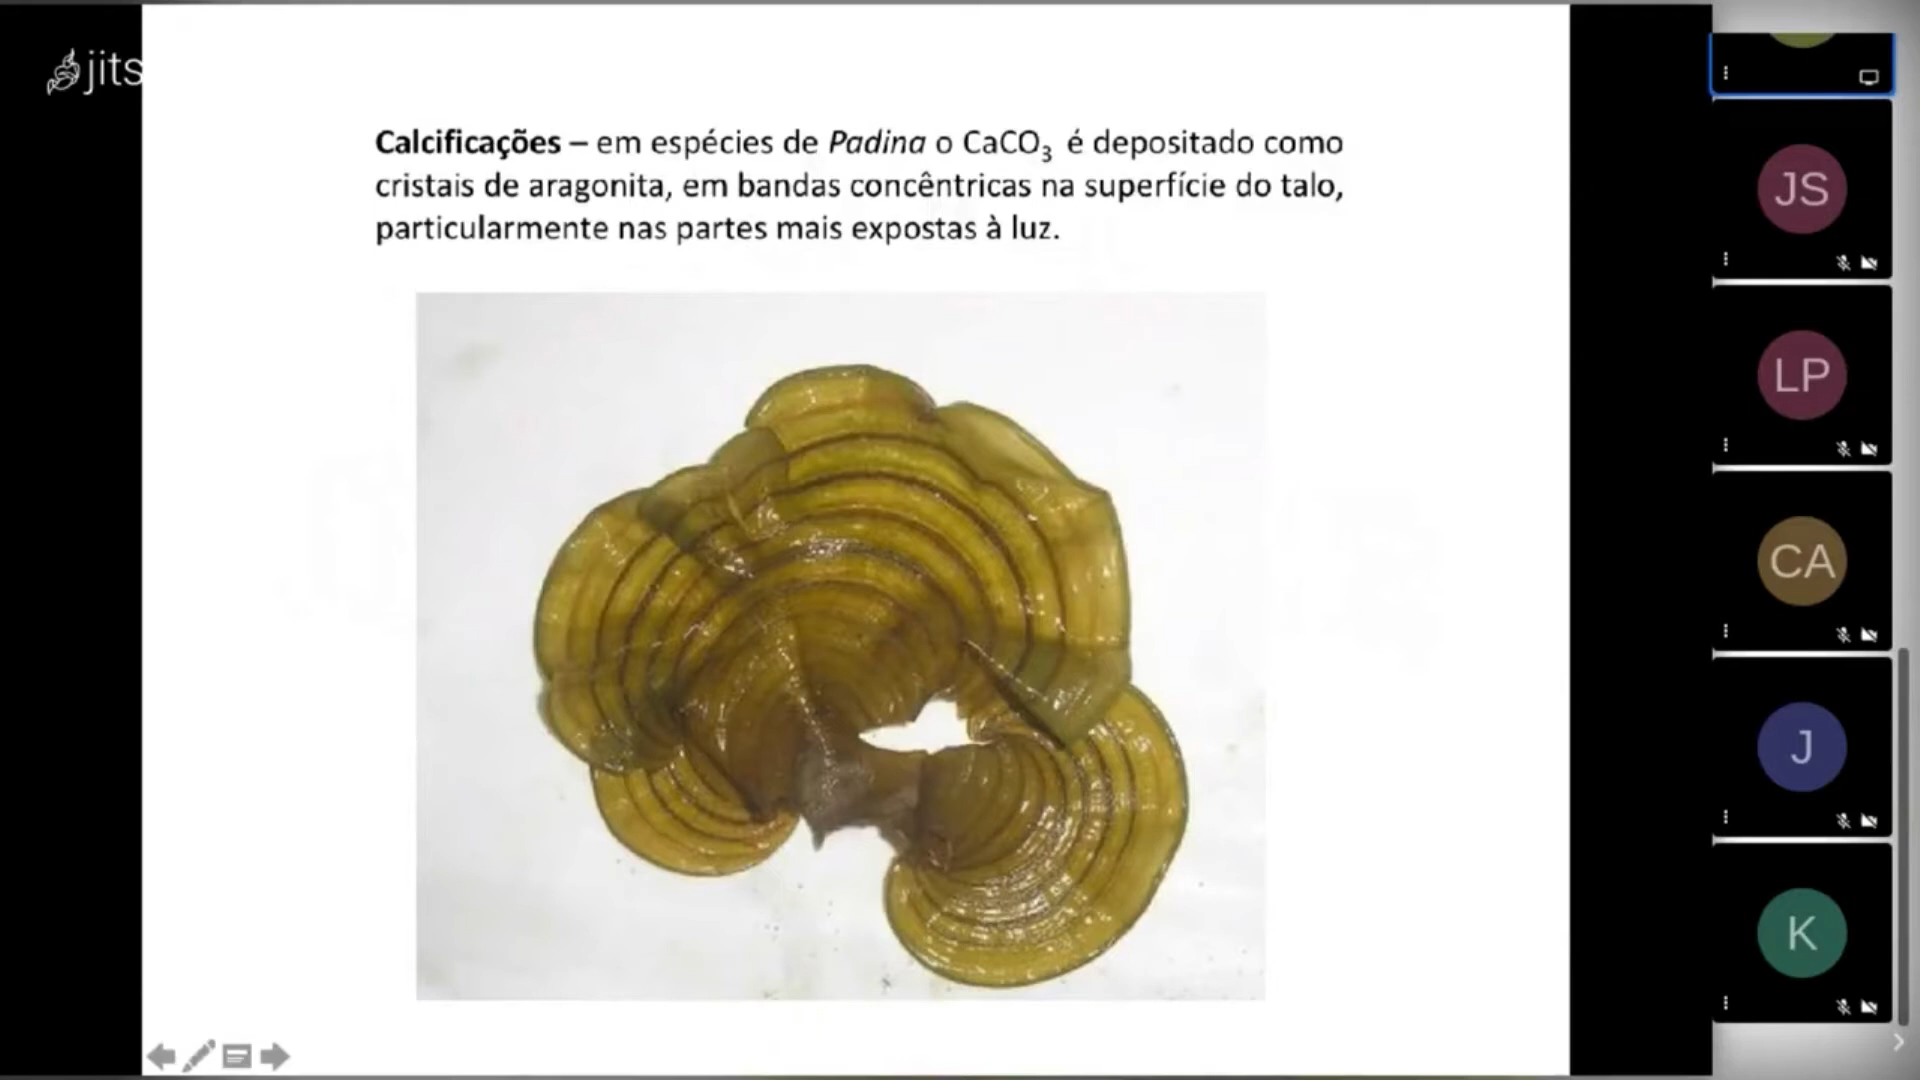 jits
Calcificações – em espécies de Padina o CaCO₃ é depositado como
cristais de aragonita, em bandas concêntricas na superfície do talo,
particularmente nas partes mais expostas à luz.
JS
LP
CA
J
K